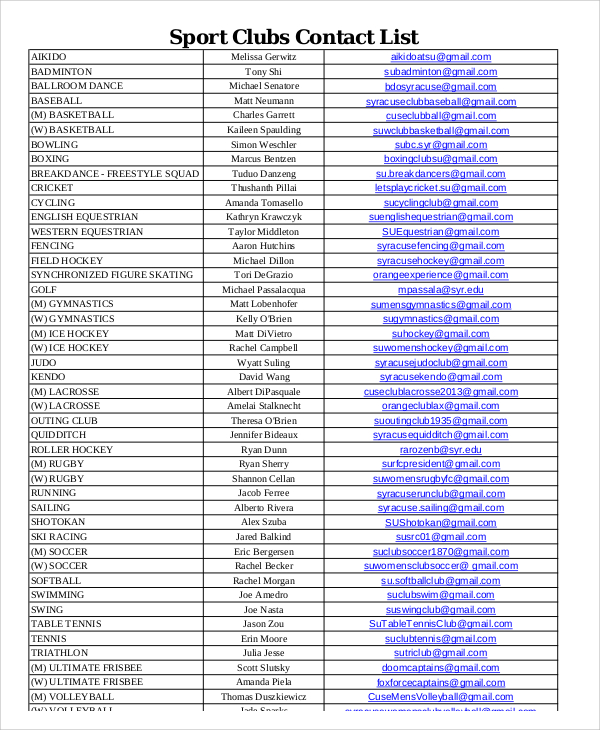 Sport Clubs Contact List
AIKIDO Melissa Gerwitz aikidoatsu@gmail.com
BADMINTON Tony Shi subadminton@gmail.com
BALLROOM DANCE Michael Senatore bdosyracuse@gmail.com
BASEBALL Matt Neumann syracuseclubbaseball@gmail.com
(M) BASKETBALL Charles Garrett cuseclubball@gmail.com
(W) BASKETBALL Kaileen Spaulding suwclubbasketball@gmail.com
BOWLING Simon Weschler subc.syr@gmail.com
BOXING Marcus Bentzen boxingclubsu@gmail.com
BREAKDANCE - FREESTYLE SQUAD Tuduo Danzeng su.breakdancers@gmail.com
CRICKET Thushanth Pillai letsplaycricket.su@gmail.com
CYCLING Amanda Tomasello sucyclingclub@gmail.com
ENGLISH EQUESTRIAN Kathryn Krawczyk suenglishequestrian@gmail.com
WESTERN EQUESTRIAN Taylor Middleton SUEquestrian@gmail.com
FENCING Aaron Hutchins syracusefencing@gmail.com
FIELD HOCKEY Michael Dillon syracusehockey@gmail.com
SYNCHRONIZED FIGURE SKATING Tori DeGrazio orangeexperience@gmail.com
GOLF Michael Passalacqua mpassala@syr.edu
(M) GYMNASTICS Matt Lobenhofer sumensgymnastics@gmail.com
(W) GYMNASTICS Kelly O'Brien sugymnastics@gmail.com
(M) ICE HOCKEY Matt DiVietro suhockey@gmail.com
(W) ICE HOCKEY Rachel Campbell suwomenshockey@gmail.com
JUDO Wyatt Suling syracusejudoclub@gmail.com
KENDO David Wang syracusekendo@gmail.com
(M) LACROSSE Albert DiPasquale cuseclublacrosse2013@gmail.com
(W) LACROSSE Amelai Stalknecht orangeclublax@gmail.com
OUTING CLUB Theresa O'Brien suoutingclub1935@gmail.com
QUIDDITCH Jennifer Bideaux syracusequidditch@gmail.com
ROLLER HOCKEY Ryan Dunn rarozenb@syr.edu
(M) RUGBY Ryan Sherry surfcpresident@gmail.com
(W) RUGBY Shannon Cellan suwomensrugbyfc@gmail.com
RUNNING Jacob Ferree syracuserunclub@gmail.com
SAILING Alberto Rivera syracuse.sailing@gmail.com
SHOTOKAN Alex Szuba SUShotokan@gmail.com
SKI RACING Jared Balkind susrc01@gmail.com
(M) SOCCER Eric Bergersen suclubsoccer1870@gmail.com
(W) SOCCER Rachel Becker suwomensclubsoccer@ gmail.com
SOFTBALL Rachel Morgan su.softballclub@gmail.com
SWIMMING Joe Amedro suclubswim@gmail.com
SWING Joe Nasta suswingclub@gmail.com
TABLE TENNIS Jason Zou SuTableTennisClub@gmail.com
TENNIS Erin Moore suclubtennis@gmail.com
TRIATHLON Julia Jesse sutriclub@gmail.com
(M) ULTIMATE FRISBEE Scott Slutsky doomcaptains@gmail.com
(W) ULTIMATE FRISBEE Amanda Piela foxforcecaptains@gmail.com
(M) VOLLEYBALL Thomas Duszkiewicz CuseMensVolleyball@gmail.com
(W) VOLLEYBALL Jade Sparks